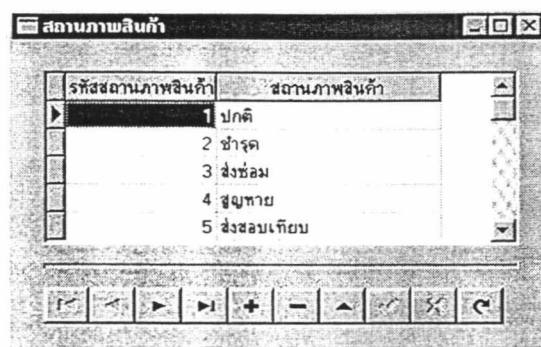 สถานภาพสินค้า
รหัสสถานภาพสินค้า สถานภาพสินค้า
1 ปกติ
2 ชำรุด
3 ส่งซ่อม
4 สูญหาย
5 ส่งสอบเทียบ